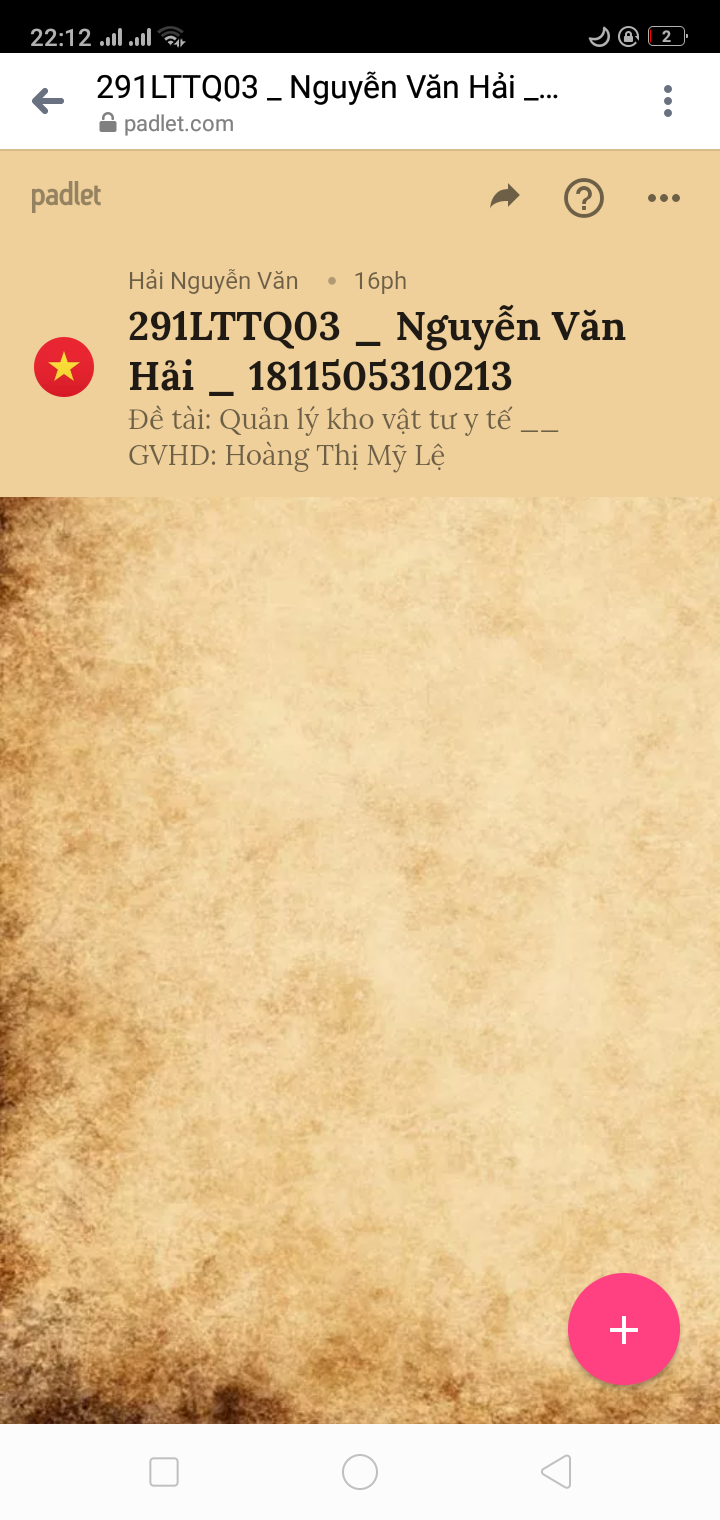 22:12
2
291LTTQ03 _ Nguyễn Văn Hải _...
padlet.com
padlet
Hải Nguyễn Văn • 16ph
291LTTQ03 _ Nguyễn Văn
Hải _ 1811505310213
Đề tài: Quản lý kho vật tư y tế __
GVHD: Hoàng Thị Mỹ Lệ